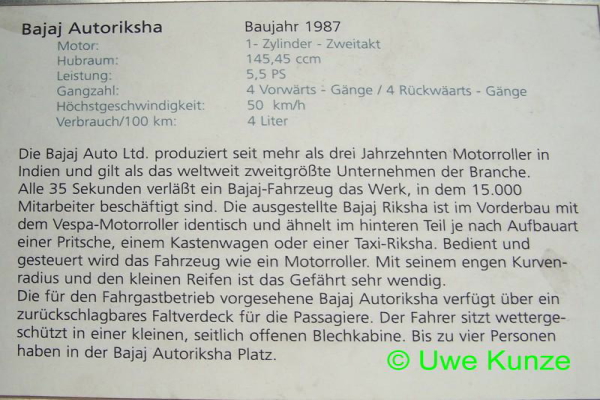 Bajaj Autoriksha Baujahr 1987
Motor: 1- Zylinder - Zweitakt
Hubraum: 145,45 ccm
Leistung: 5,5 PS
Gangzahl: 4 Vorwärts - Gänge / 4 Rückwäarts - Gänge
Höchstgeschwindigkeit: 50 km/h
Verbrauch/100 km: 4 Liter
Die Bajaj Auto Ltd. produziert seit mehr als drei Jahrzehnten Motorroller in
Indien und gilt als das weltweit zweitgrößte Unternehmen der Branche.
Alle 35 Sekunden verläßt ein Bajaj-Fahrzeug das Werk, in dem 15.000
Mitarbeiter beschäftigt sind. Die ausgestellte Bajaj Riksha ist im Vorderbau mit
dem Vespa-Motorroller identisch und ähnelt im hinteren Teil je nach Aufbauart
einer Pritsche, einem Kastenwagen oder einer Taxi-Riksha. Bedient und
gesteuert wird das Fahrzeug wie ein Motorroller. Mit seinem engen Kurven-
radius und den kleinen Reifen ist das Gefährt sehr wendig.
Die für den Fahrgastbetrieb vorgesehene Bajaj Autoriksha verfügt über ein
zurückschlagbares Faltverdeck für die Passagiere. Der Fahrer sitzt wetterge-
schützt in einer kleinen, seitlich offenen Blechkabine. Bis zu vier Personen
haben in der Bajaj Autoriksha Platz.
© Uwe Kunze